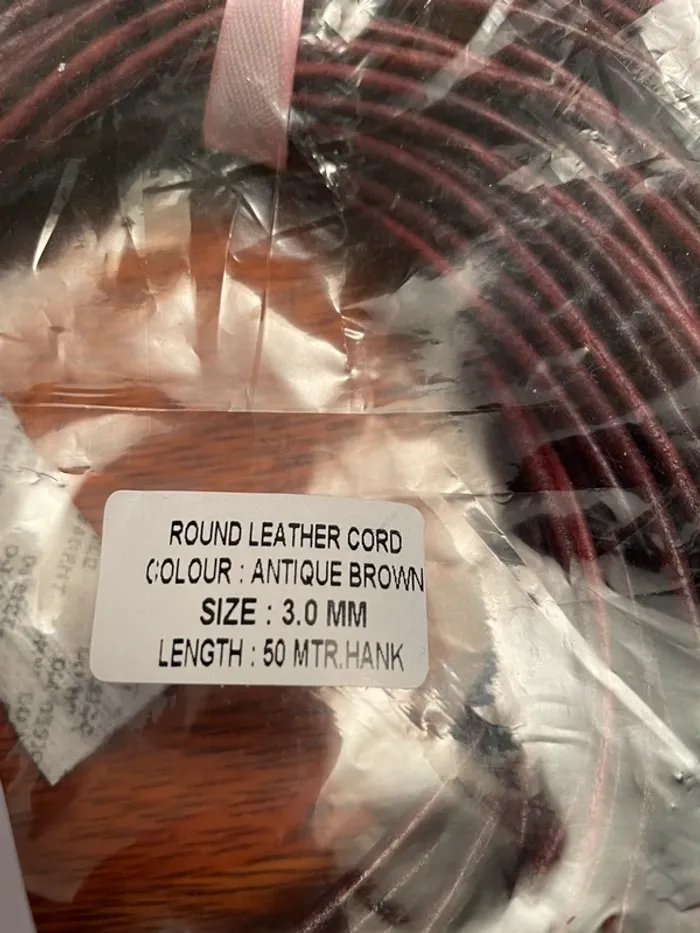 ROUND LEATHER CORD
COLOUR : ANTIQUE BROWN
SIZE : 3.0 MM
LENGTH : 50 MTR.HANK